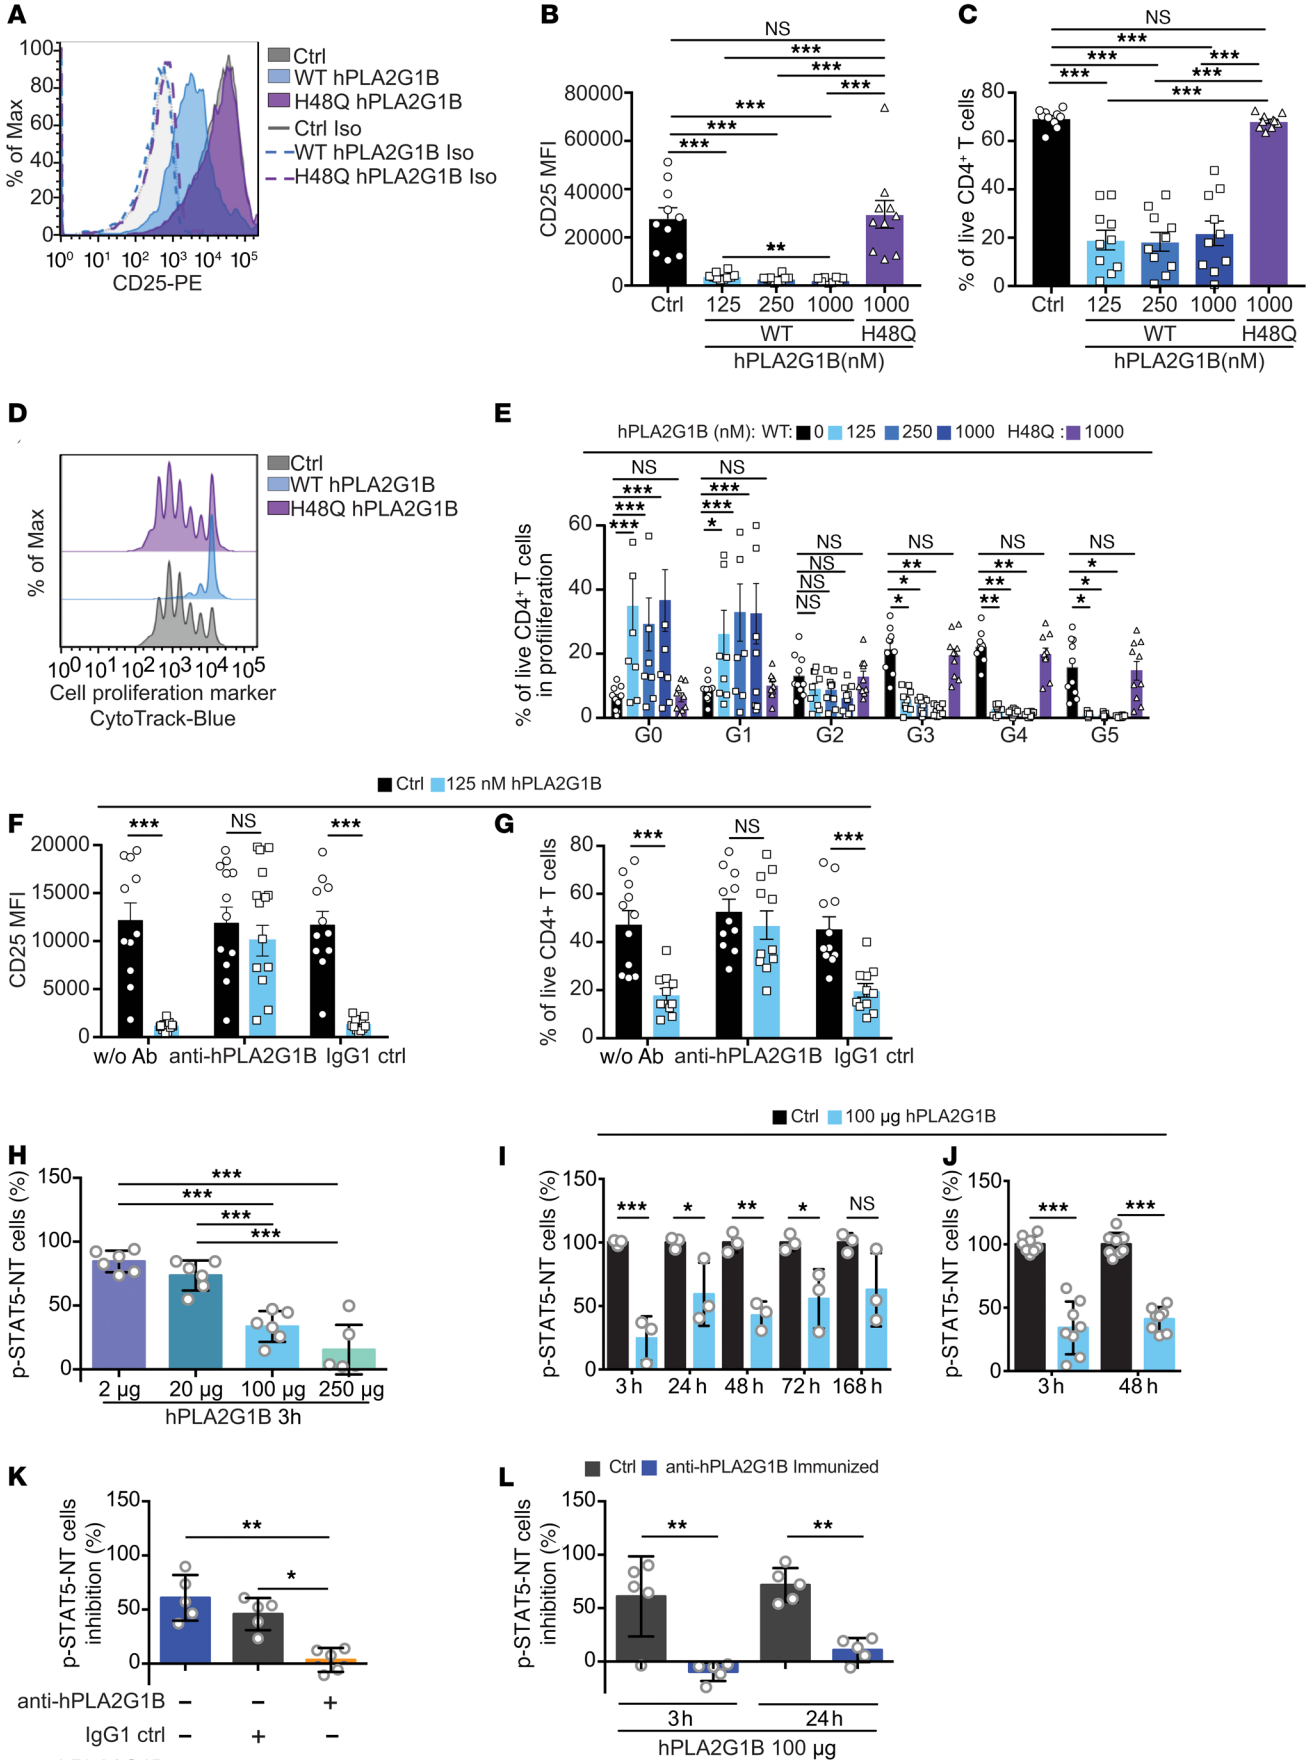 A
100
80
60
40
20
0
% of Max
10⁰ 10¹ 10² 10³ 10⁴ 10⁵
CD25-PE
Ctrl
WT hPLA2G1B
H48Q hPLA2G1B
Ctrl Iso
WT hPLA2G1B Iso
H48Q hPLA2G1B Iso
B
NS
***
***
***
***
***
***
**
80000
60000
40000
20000
0
CD25 MFI
Ctrl 125 250 1000 1000
WT H48Q
hPLA2G1B(nM)
C
NS
***
*** ***
*** ***
***
80
60
40
20
0
% of live CD4⁺ T cells
Ctrl 125 250 1000 1000
WT H48Q
hPLA2G1B(nM)
D
% of Max
10⁰ 10¹ 10² 10³ 10⁴ 10⁵
Cell proliferation marker
CytoTrack-Blue
Ctrl
WT hPLA2G1B
H48Q hPLA2G1B
E
hPLA2G1B (nM): WT: 0 125 250 1000 H48Q : 1000
NS NS
*** ***
*** ***
*** *
NS NS NS NS
NS ** ** *
NS * ** *
NS * ** *
60
40
20
0
% of live CD4⁺ T cells
in profiliferation
G0 G1 G2 G3 G4 G5
Ctrl 125 nM hPLA2G1B
F
*** NS ***
20000
15000
10000
5000
0
CD25 MFI
w/o Ab anti-hPLA2G1B IgG1 ctrl
G
*** NS ***
80
60
40
20
0
% of live CD4+ T cells
w/o Ab anti-hPLA2G1B IgG1 ctrl
H
***
***
***
***
150
100
50
0
p-STAT5-NT cells (%)
2 µg 20 µg 100 µg 250 µg
hPLA2G1B 3h
Ctrl 100 µg hPLA2G1B
I
*** * ** * NS
150
100
50
0
p-STAT5-NT cells (%)
3 h 24 h 48 h 72 h 168 h
J
*** ***
150
100
50
0
p-STAT5-NT cells (%)
3 h 48 h
K
**
*
150
100
50
0
p-STAT5-NT cells
inhibition (%)
anti-hPLA2G1B − − +
IgG1 ctrl − + −
L
Ctrl anti-hPLA2G1B Immunized
** **
150
100
50
0
p-STAT5-NT cells
inhibition (%)
3 h 24 h
hPLA2G1B 100 µg